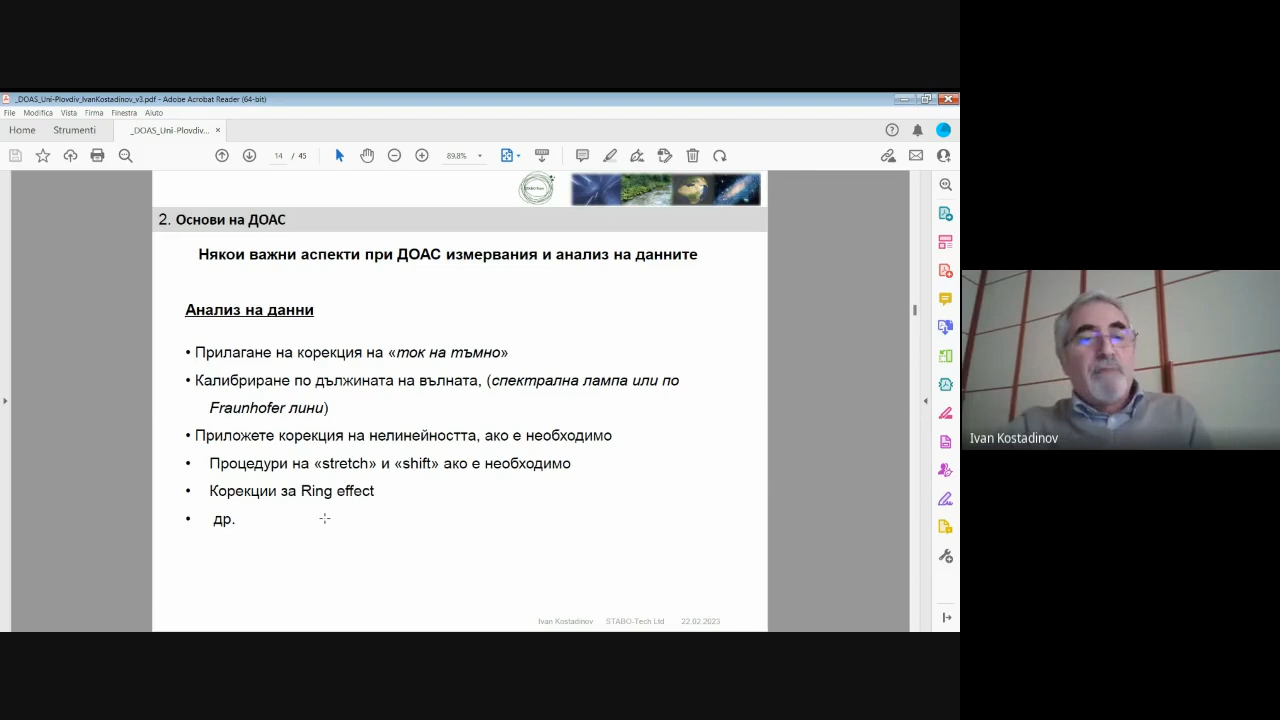 _DOAS_Uni-Plovdiv_IvanKostadinov_v3.pdf - Adobe Acrobat Reader (64-bit)
File Modifica Vista Firma Finestra Aiuto
Home Strumenti _DOAS_Uni-Plovdiv... ×
14 / 45 89.8%
2. Основи на ДОАС
Някои важни аспекти при ДОАС измервания и анализ на данните
Анализ на данни
• Прилагане на корекция на «ток на тъмно»
• Калибриране по дължината на вълната, (спектрална лампа или по
Fraunhofer лини)
• Приложете корекция на нелинейността, ако е необходимо
• Процедури на «stretch» и «shift» ако е необходимо
• Корекции за Ring effect
• др.
Ivan Kostadinov STABO-Tech Ltd 22.02.2023
Ivan Kostadinov